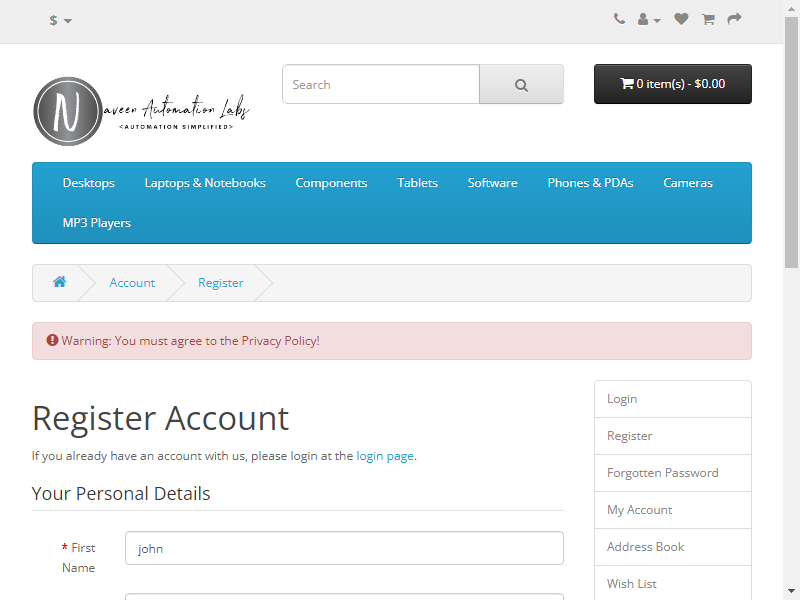 $
Search
0 item(s) - $0.00
N
aveen Automation Labs
<AUTOMATION SIMPLIFIED>
Desktops
Laptops & Notebooks
Components
Tablets
Software
Phones & PDAs
Cameras
MP3 Players
Account
Register
Warning: You must agree to the Privacy Policy!
Register Account
If you already have an account with us, please login at the login page.
Your Personal Details
* First
Name
john
Login
Register
Forgotten Password
My Account
Address Book
Wish List